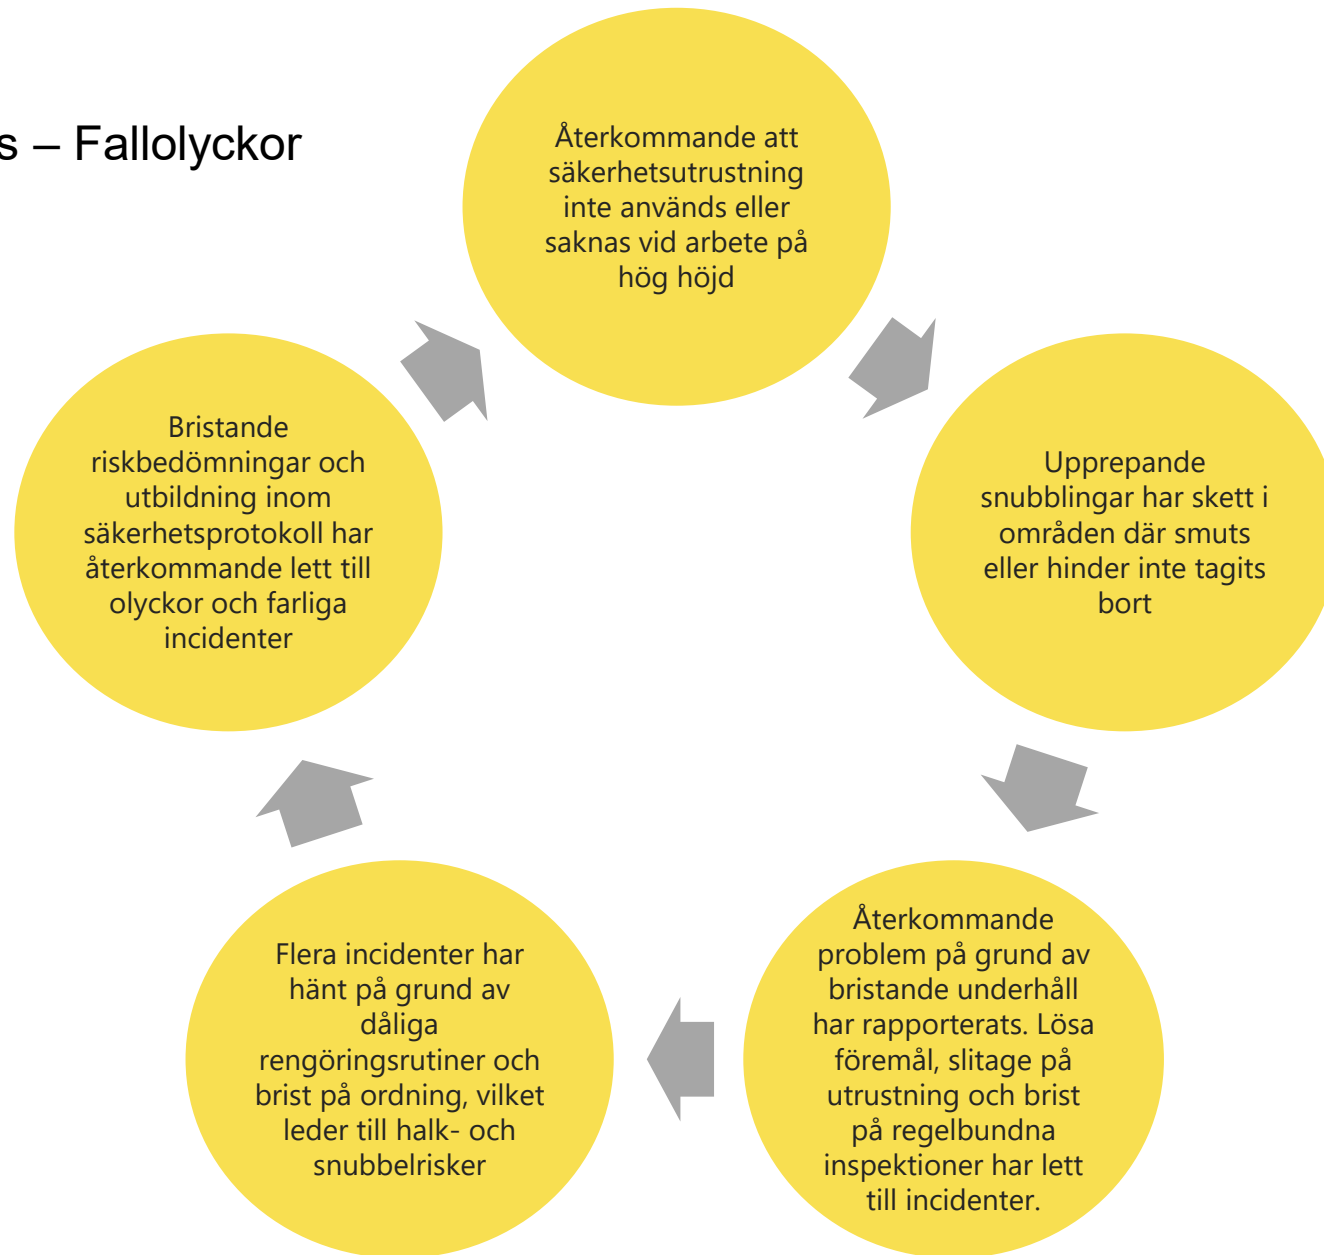 s – Fallolyckor
Återkommande att
säkerhetsutrustning
inte används eller
saknas vid arbete på
hög höjd
Upprepande
snubblingar har skett i
områden där smuts
eller hinder inte tagits
bort
Återkommande
problem på grund av
bristande underhåll
har rapporterats. Lösa
föremål, slitage på
utrustning och brist
på regelbundna
inspektioner har lett
till incidenter.
Flera incidenter har
hänt på grund av
dåliga
rengöringsrutiner och
brist på ordning, vilket
leder till halk- och
snubbelrisker
Bristande
riskbedömningar och
utbildning inom
säkerhetsprotokoll har
återkommande lett till
olyckor och farliga
incidenter